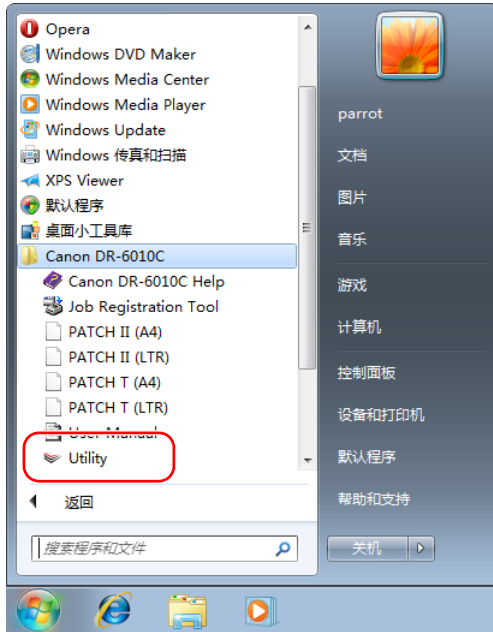 Opera
Windows DVD Maker
Windows Media Center
Windows Media Player
Windows Update
Windows 传真和扫描
XPS Viewer
默认程序
桌面小工具库
Canon DR-6010C
Canon DR-6010C Help
Job Registration Tool
PATCH II (A4)
PATCH II (LTR)
PATCH T (A4)
PATCH T (LTR)
User Manual
Utility
返回
搜索程序和文件
parrot
文档
图片
音乐
游戏
计算机
控制面板
设备和打印机
默认程序
帮助和支持
关机